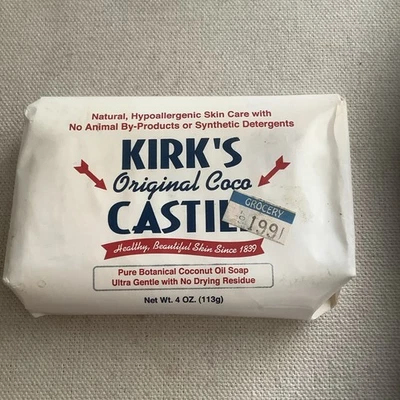 Natural, Hypoallergenic Skin Care with
No Animal By-Products or Synthetic Detergents
KIRK'S
Original Coco
CASTIL
GROCERY
1.99
Healthy, Beautiful Skin Since 1839
Pure Botanical Coconut Oil Soap
Ultra Gentle with No Drying Residue
Net Wt. 4 OZ. (113g)